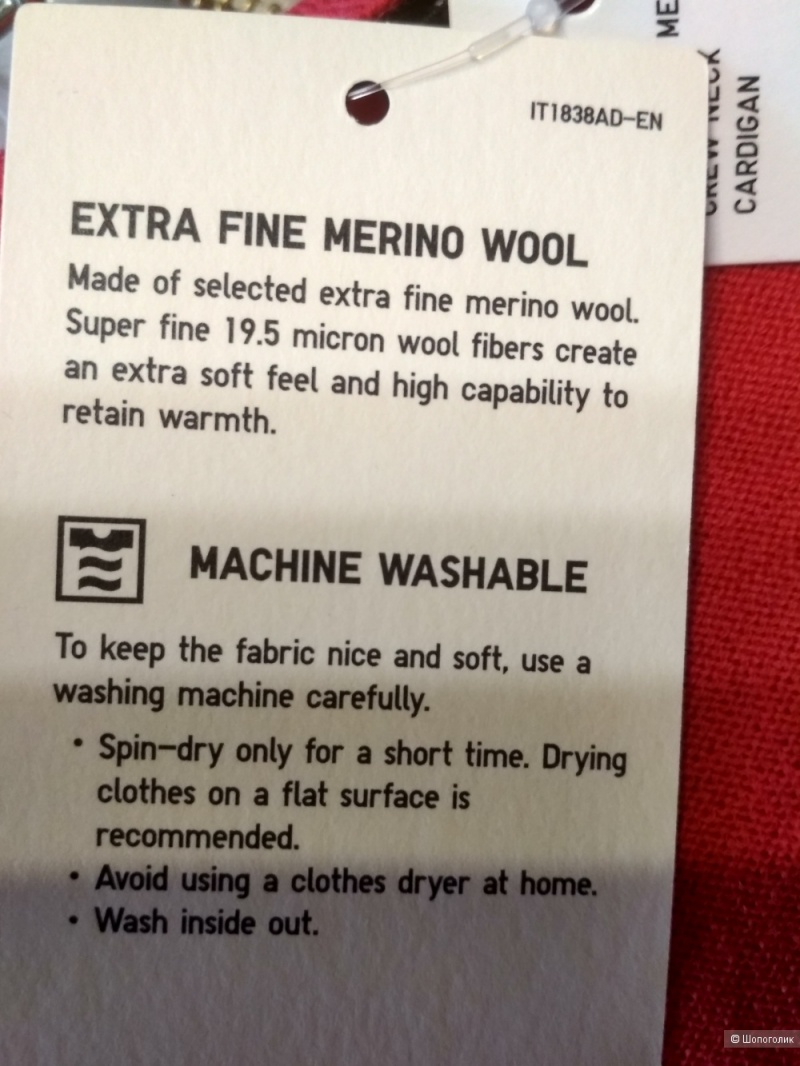 IT1838AD-EN
EXTRA FINE MERINO WOOL
Made of selected extra fine merino wool.
Super fine 19.5 micron wool fibers create
an extra soft feel and high capability to
retain warmth.
MACHINE WASHABLE
To keep the fabric nice and soft, use a
washing machine carefully.
• Spin-dry only for a short time. Drying
clothes on a flat surface is
recommended.
• Avoid using a clothes dryer at home.
• Wash inside out.
ME
CREW NECK
CARDIGAN
© Шопоголик